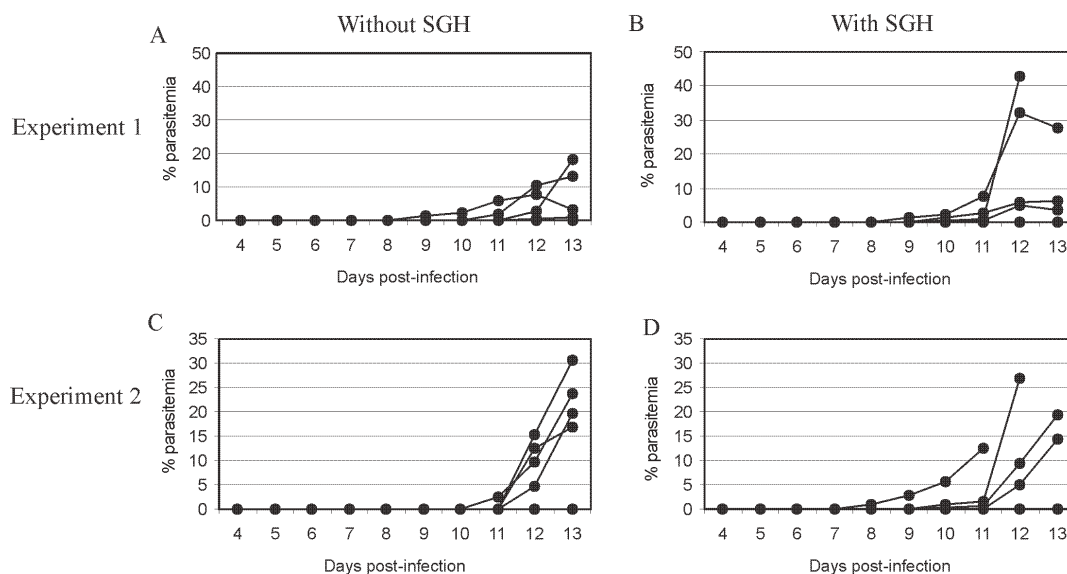 Without SGH
With SGH
Experiment 1
A
% parasitemia
50
40
30
20
10
0
4 5 6 7 8 9 10 11 12 13
Days post-infection
B
% parasitemia
50
40
30
20
10
0
4 5 6 7 8 9 10 11 12 13
Days post-infection
Experiment 2
C
% parasitemia
35
30
25
20
15
10
5
0
4 5 6 7 8 9 10 11 12 13
Days post-infection
D
% parasitemia
35
30
25
20
15
10
5
0
4 5 6 7 8 9 10 11 12 13
Days post-infection